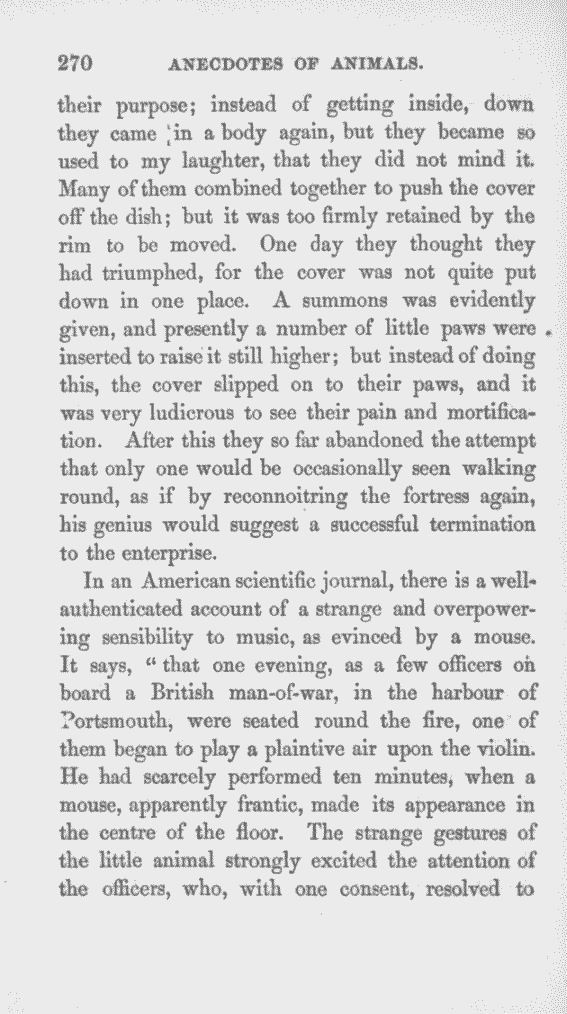 270 ANECDOTES OF ANIMALS.
their purpose; instead of getting inside, down
they came in a body again, but they became so
used to my laughter, that they did not mind it.
Many of them combined together to push the cover
off the dish; but it was too firmly retained by the
rim to be moved. One day they thought they
had triumphed, for the cover was not quite put
down in one place. A summons was evidently
given, and presently a number of little paws were
inserted to raise it still higher; but instead of doing
this, the cover slipped on to their paws, and it
was very ludicrous to see their pain and mortifica-
tion. After this they so far abandoned the attempt
that only one would be occasionally seen walking
round, as if by reconnoitring the fortress again,
his genius would suggest a successful termination
to the enterprise.
In an American scientific journal, there is a well-
authenticated account of a strange and overpower-
ing sensibility to music, as evinced by a mouse.
It says, “ that one evening, as a few officers on
board a British man-of-war, in the harbour of
Portsmouth, were seated round the fire, one of
them began to play a plaintive air upon the violin.
He had scarcely performed ten minutes, when a
mouse, apparently frantic, made its appearance in
the centre of the floor. The strange gestures of
the little animal strongly excited the attention of
the officers, who, with one consent, resolved to